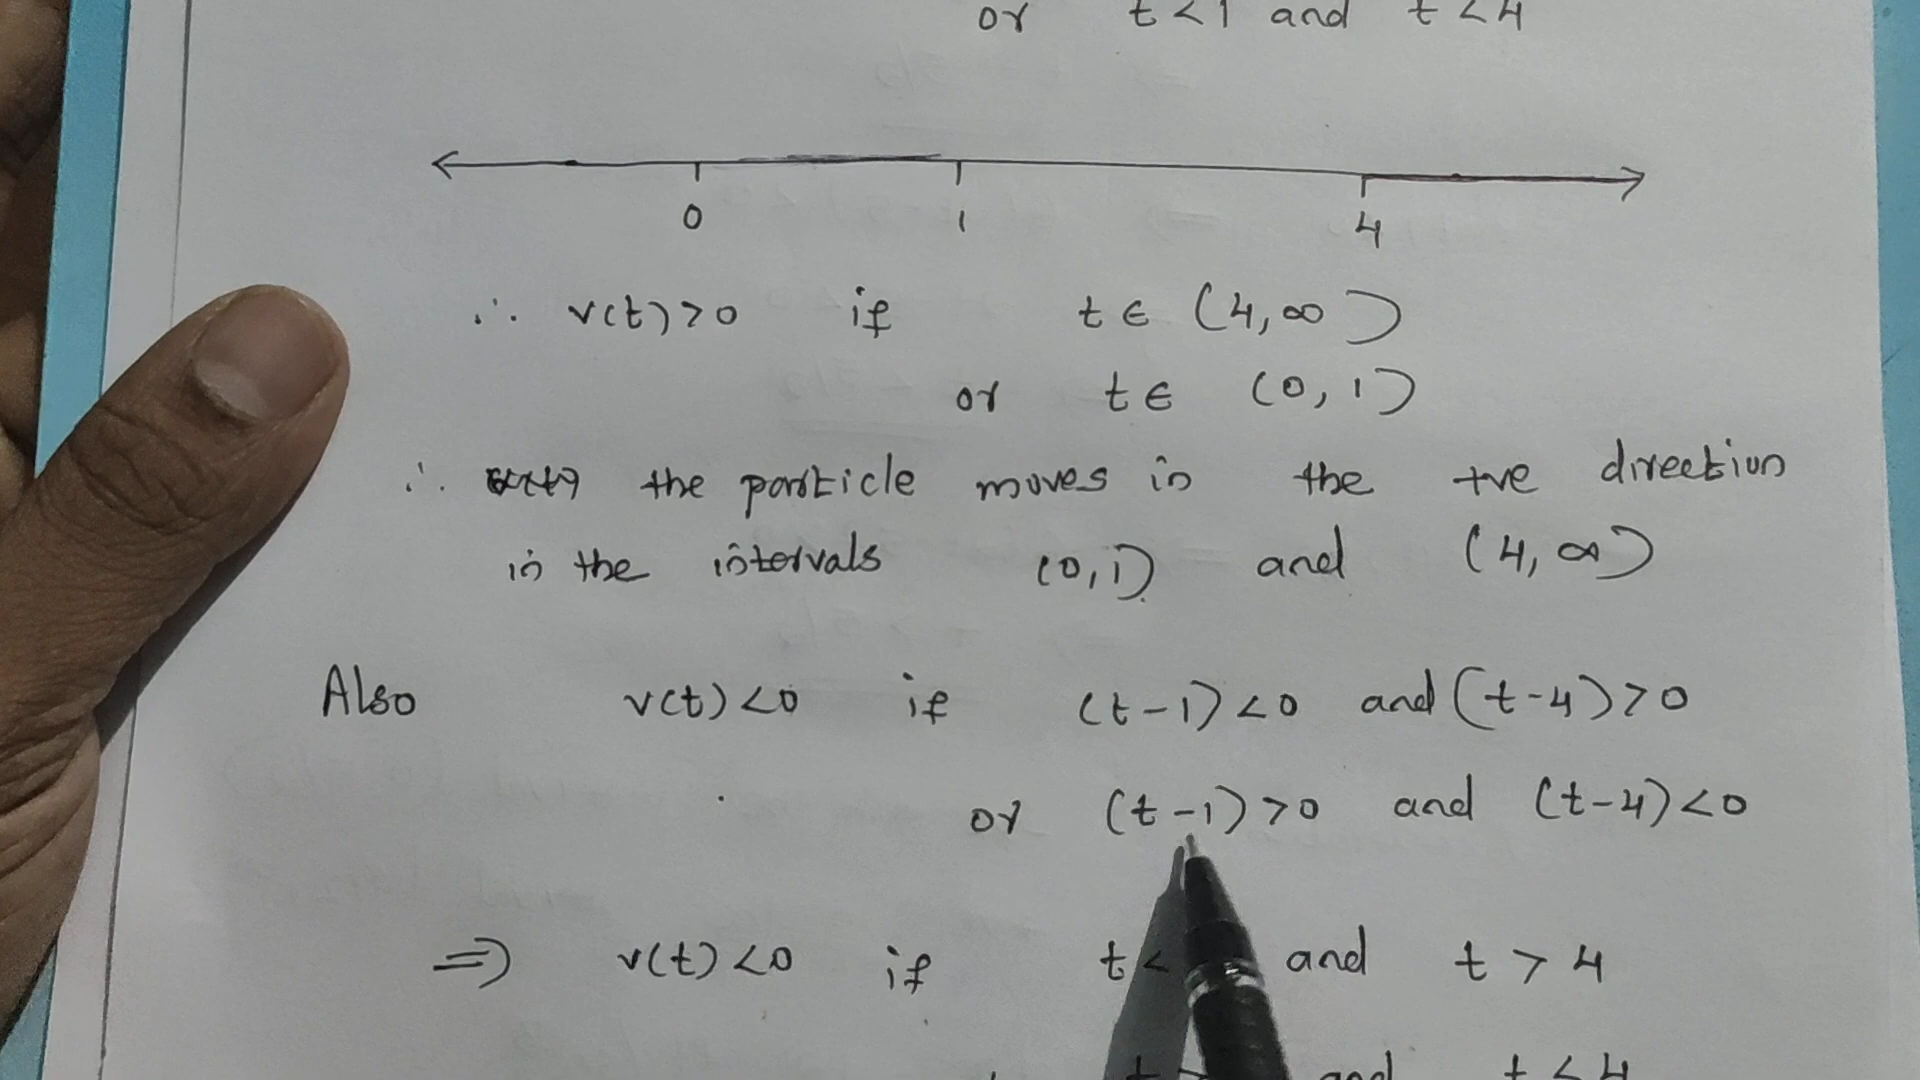 or t<1 and t<4
0 1 4
∴ v(t)>0 if t∈ (4,∞)
or t∈ (0,1)
∴ the particle moves in the +ve direction
in the intervals (0,1) and (4,∞)
Also v(t)<0 if (t-1)<0 and (t-4)>0
or (t-1)>0 and (t-4)<0
⇒ v(t)<0 if t< and t>4
t> and t<4